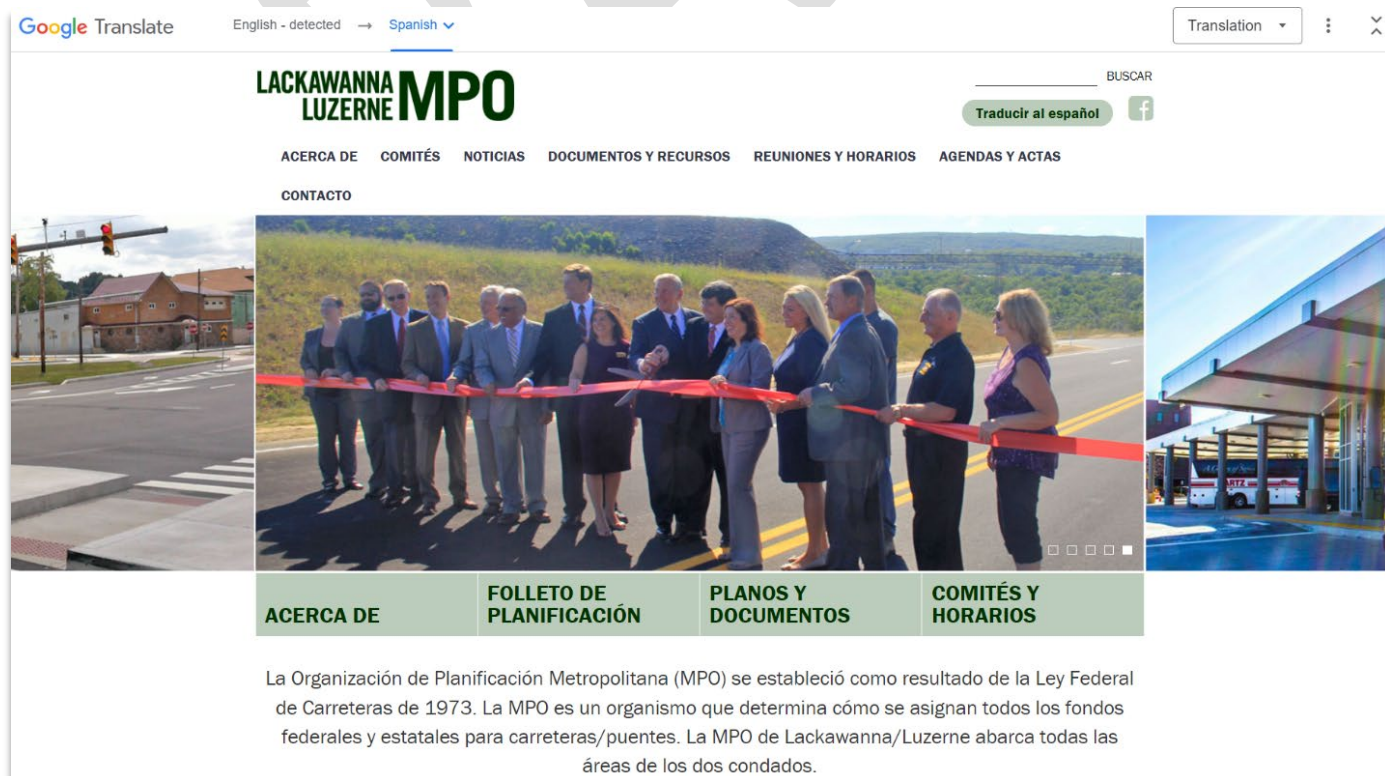 Google Translate
English - detected → Spanish
Translation
LACKAWANNA
LUZERNE MPO
BUSCAR
Traducir al español
ACERCA DE COMITÉS NOTICIAS DOCUMENTOS Y RECURSOS REUNIONES Y HORARIOS AGENDAS Y ACTAS
CONTACTO
ARTZ
ACERCA DE
FOLLETO DE
PLANIFICACIÓN
PLANOS Y
DOCUMENTOS
COMITÉS Y
HORARIOS
La Organización de Planificación Metropolitana (MPO) se estableció como resultado de la Ley Federal
de Carreteras de 1973. La MPO es un organismo que determina cómo se asignan todos los fondos
federales y estatales para carreteras/puentes. La MPO de Lackawanna/Luzerne abarca todas las
áreas de los dos condados.